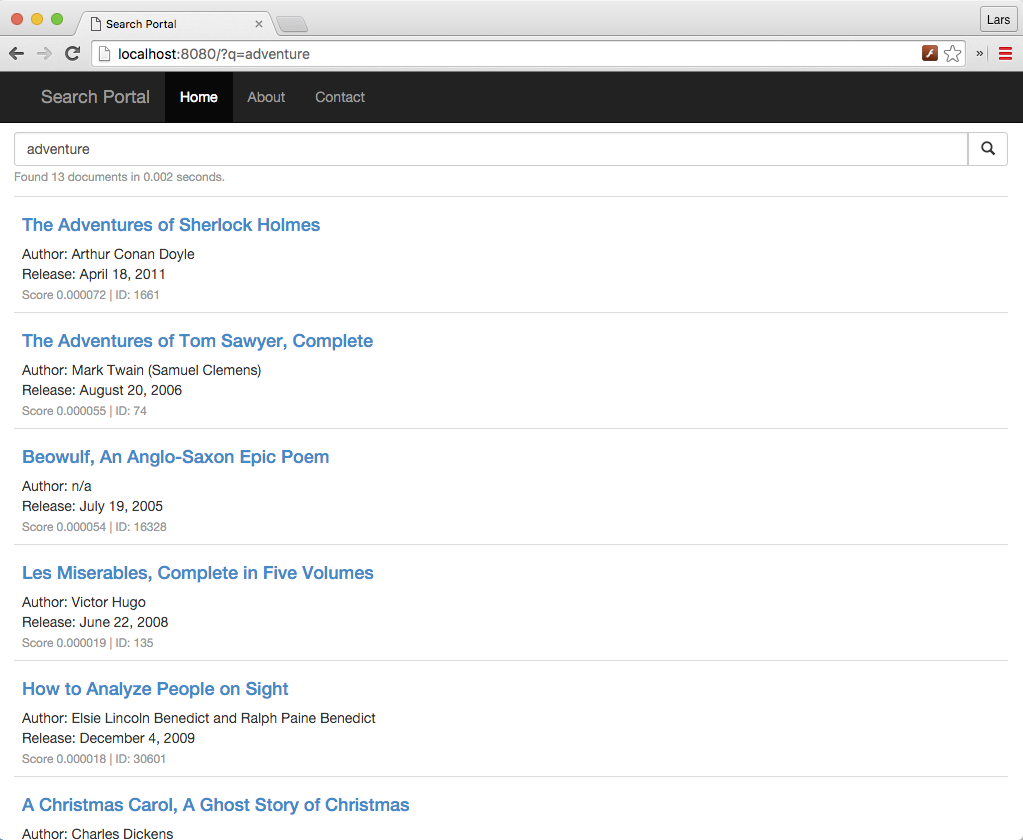 Search Portal
Lars
localhost:8080/?q=adventure
»
Search Portal Home About Contact
adventure
Found 13 documents in 0.002 seconds.
The Adventures of Sherlock Holmes
Author: Arthur Conan Doyle
Release: April 18, 2011
Score 0.000072 | ID: 1661
The Adventures of Tom Sawyer, Complete
Author: Mark Twain (Samuel Clemens)
Release: August 20, 2006
Score 0.000055 | ID: 74
Beowulf, An Anglo-Saxon Epic Poem
Author: n/a
Release: July 19, 2005
Score 0.000054 | ID: 16328
Les Miserables, Complete in Five Volumes
Author: Victor Hugo
Release: June 22, 2008
Score 0.000019 | ID: 135
How to Analyze People on Sight
Author: Elsie Lincoln Benedict and Ralph Paine Benedict
Release: December 4, 2009
Score 0.000018 | ID: 30601
A Christmas Carol, A Ghost Story of Christmas
Author: Charles Dickens